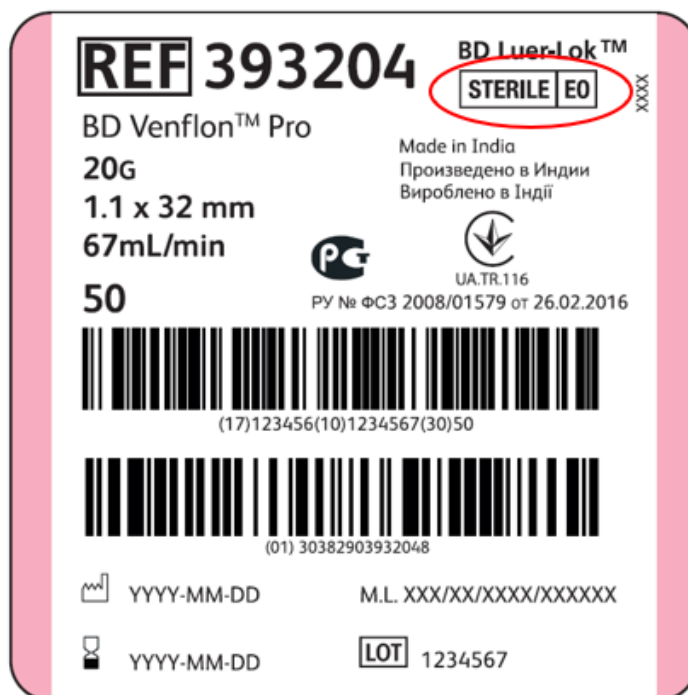 REF 393204
BD Luer-Lok™
STERILE EO
XXXX
BD Venflon™ Pro
20G
1.1 x 32 mm
67mL/min
50
Made in India
Произведено в Индии
Вироблено в Індії
РСТ
UA.TR.116
РУ № ФСЗ 2008/01579 от 26.02.2016
(17)123456(10)1234567(30)50
(01) 30382903932048
YYYY-MM-DD
M.L. XXX/XX/XXXX/XXXXXX
YYYY-MM-DD
LOT 1234567